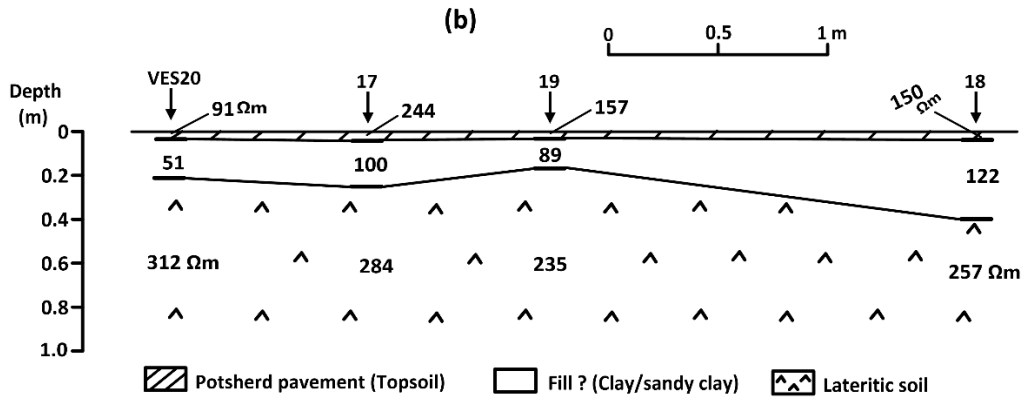 (b)
0 0.5 1 m
VES20 17 19 18
Depth
(m)
91 Ωm 244 157 150 Ωm
0
51 100 89 122
0.2
0.4
312 Ωm 284 235 257 Ωm
0.6
0.8
1.0
Potsherd pavement (Topsoil) Fill ? (Clay/sandy clay) Lateritic soil